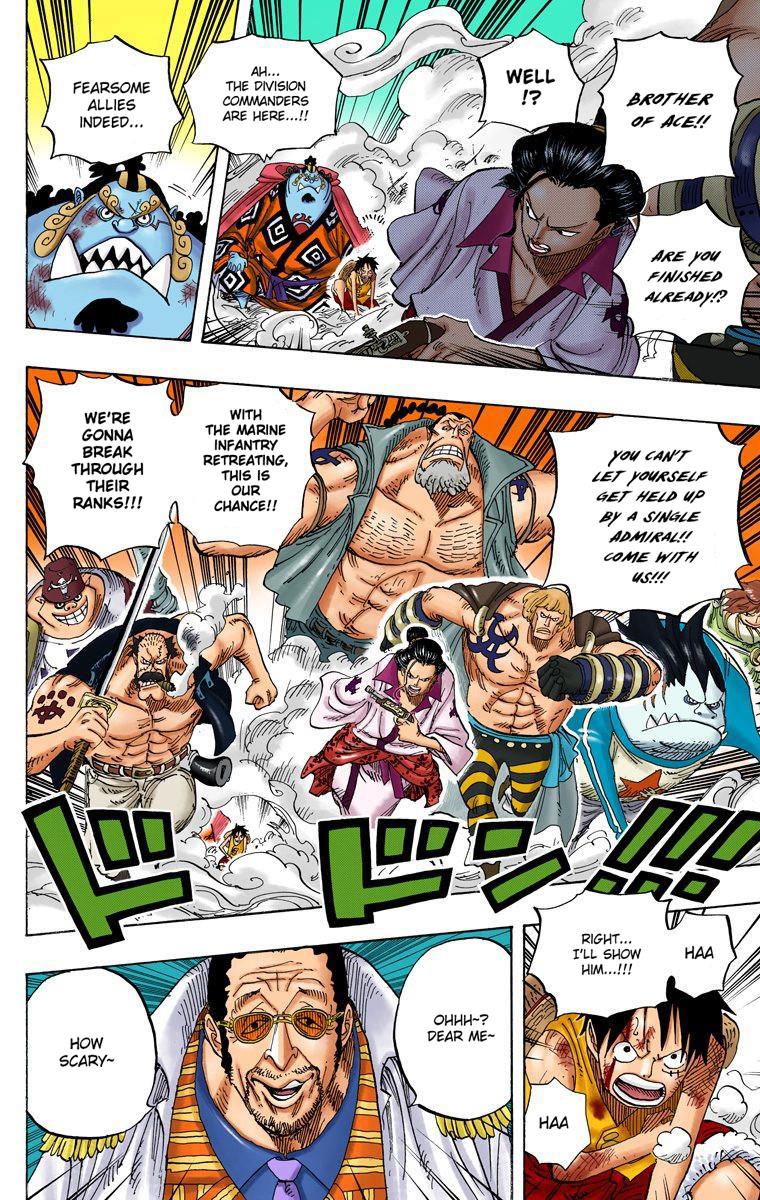 BROTHER
OF ACE!!
ARE YOU
FINISHED
ALREADY!?
WELL
!?
AH...
THE DIVISION
COMMANDERS
ARE HERE...!!
FEARSOME
ALLIES
INDEED...
YOU CAN'T
LET YOURSELF
GET HELD UP
BY A SINGLE
ADMIRAL!!
COME WITH
US!!!
WITH
THE MARINE
INFANTRY
RETREATING,
THIS IS
OUR
CHANCE!!
WE'RE
GONNA
BREAK
THROUGH
THEIR
RANKS!!!
ドドン!!!
HAA
RIGHT...
I'LL SHOW
HIM...!!!
HAA
OHHH~?
DEAR ME~
HOW
SCARY~